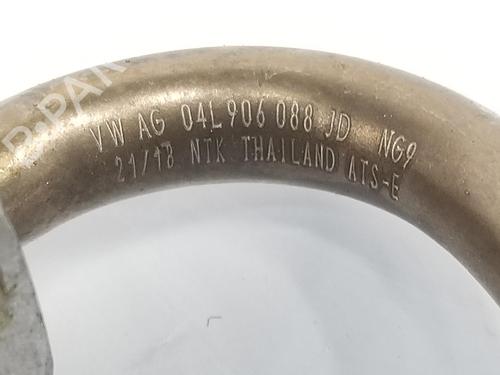 VW AG 04L 906 088 JD NG9
21/18 NTK THAILAND ATS-E